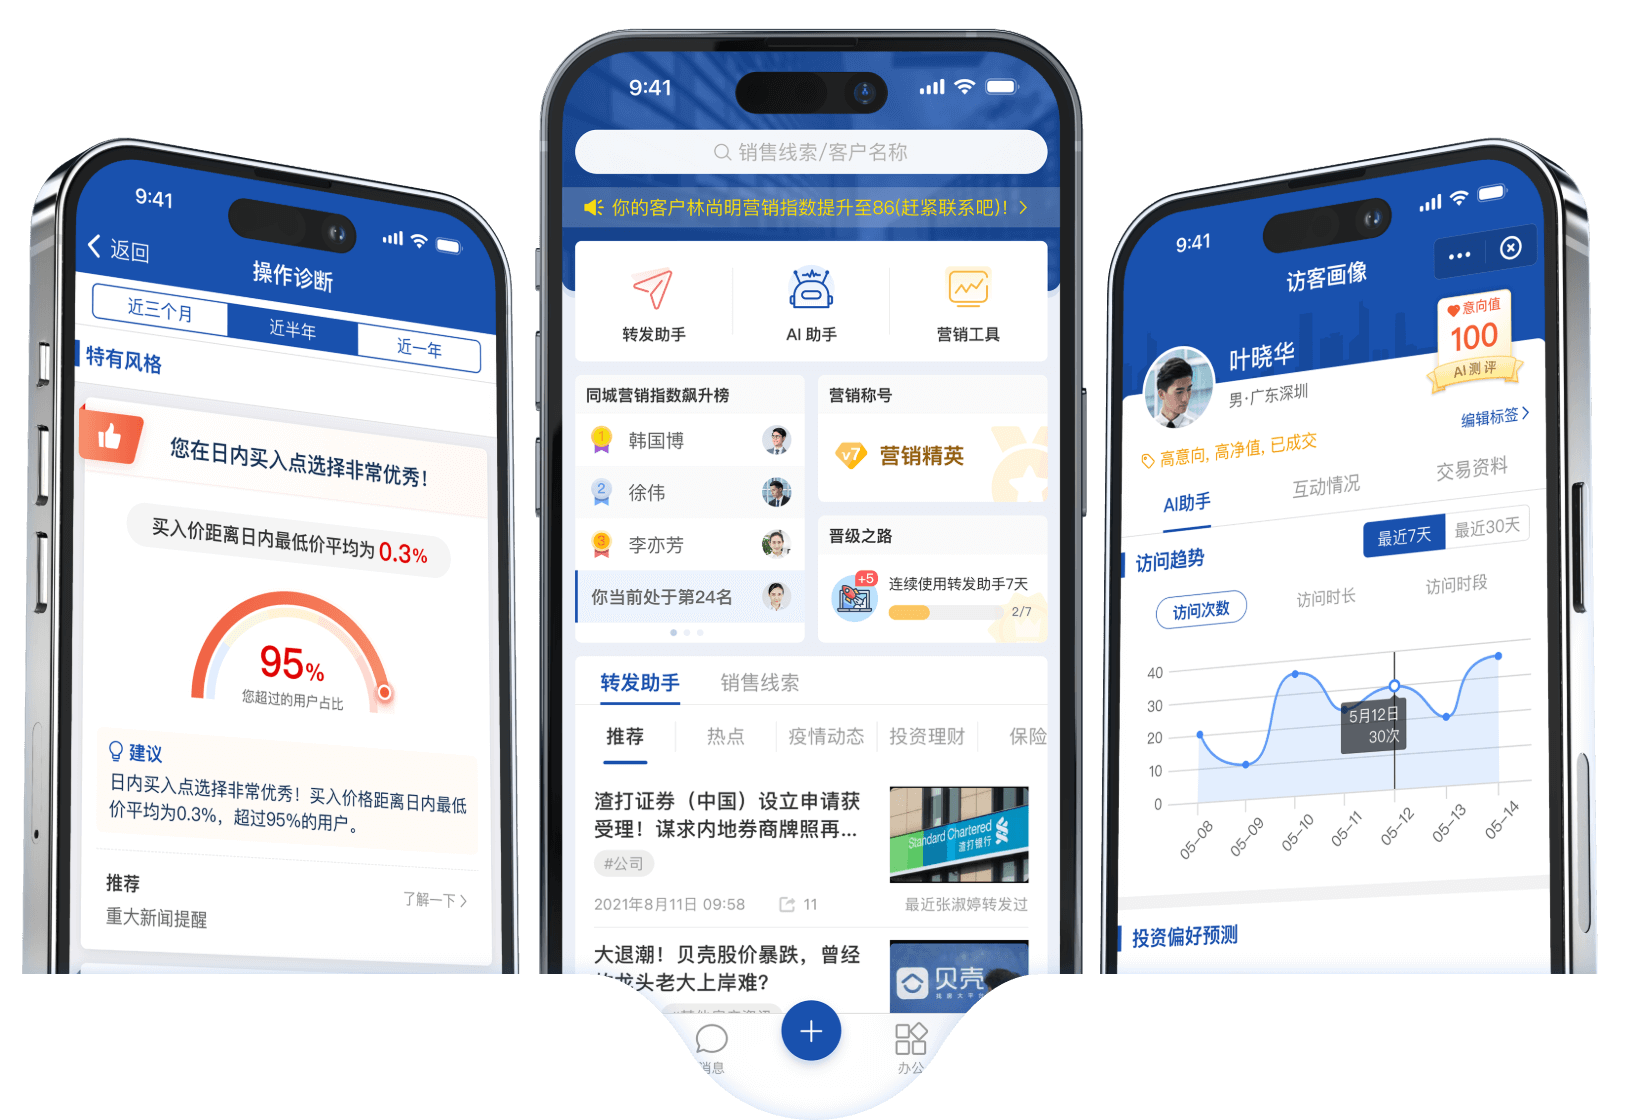 9:41
返回
操作诊断
近三个月
近半年
近一年
特有风格
您在日内买入点选择非常优秀！
买入价距离日内最低价平均为 0.3%
95%
您超过的用户占比
建议
日内买入点选择非常优秀！买入价格距离日内最低
价平均为0.3%，超过95%的用户。
推荐
了解一下
重大新闻提醒
9:41
销售线索/客户名称
你的客户林尚明营销指数提升至86(赶紧联系吧)!
转发助手
AI 助手
营销工具
同城营销指数飙升榜
1
韩国博
2
徐伟
3
李亦芳
你当前处于第24名
营销称号
v7
营销精英
晋级之路
+5
连续使用转发助手7天
2/7
转发助手
销售线索
推荐
热点
疫情动态
投资理财
保险
渣打证券（中国）设立申请获
受理！谋求内地券商牌照再...
#公司
2021年8月11日 09:58
11
最近张淑婷转发过
Standard Chartered
渣打银行
大退潮！贝壳股价暴跌，曾经
龙头老大上岸难?
贝壳
消息
办公
9:41
访客画像
意向值
100
AI 测 评
叶晓华
男·广东深圳
编辑标签
高意向, 高净值, 已成交
AI助手
互动情况
交易资料
访问趋势
最近7天
最近30天
访问次数
访问时长
访问时段
40
30
20
10
0
5月12日
30次
05-08
05-09
05-10
05-11
05-12
05-13
05-14
投资偏好预测